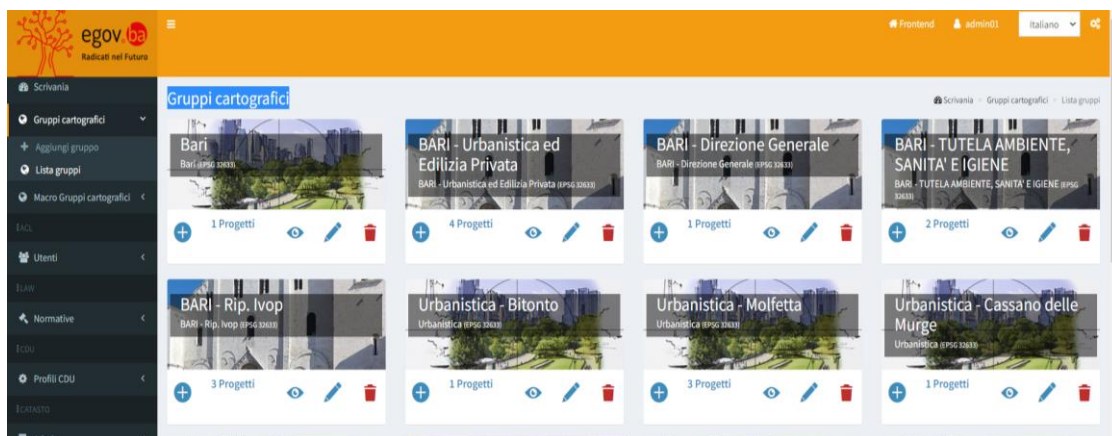 egov.ba
Radicati nel Futuro
Frontend
admin01
Italiano
Scrivania
Gruppi cartografici
Aggiungi gruppo
Lista gruppi
Macro Gruppi cartografici
ACL
Utenti
LAW
Normative
CDU
Profili CDU
CATASTO
Gruppi cartografici
Scrivania > Gruppi cartografici > Lista gruppi
Bari
Bari (EPSG 32633)
1 Progetti
BARI - Urbanistica ed
Edilizia Privata
BARI - Urbanistica ed Edilizia Privata (EPSG 32633)
4 Progetti
BARI - Direzione Generale
BARI - Direzione Generale (EPSG 32633)
1 Progetti
BARI - TUTELA AMBIENTE,
SANITA' E IGIENE
BARI - TUTELA AMBIENTE, SANITA' E IGIENE (EPSG
32633)
2 Progetti
BARI - Rip. Ivop
BARI - Rip. Ivop (EPSG 32633)
3 Progetti
Urbanistica - Bitonto
Urbanistica (EPSG 32633)
1 Progetti
Urbanistica - Molfetta
Urbanistica (EPSG 32633)
3 Progetti
Urbanistica - Cassano delle
Murge
Urbanistica (EPSG 32633)
1 Progetti